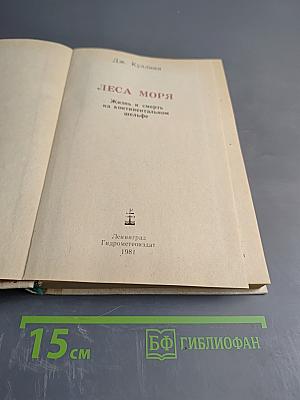 Дж. Куллини
ЛЕСА МОРЯ
Жизнь и смерть
на континентальном
шельфе
Ленинград
Гидрометеоиздат
1981
15 см
БФ БИБЛИОФАН